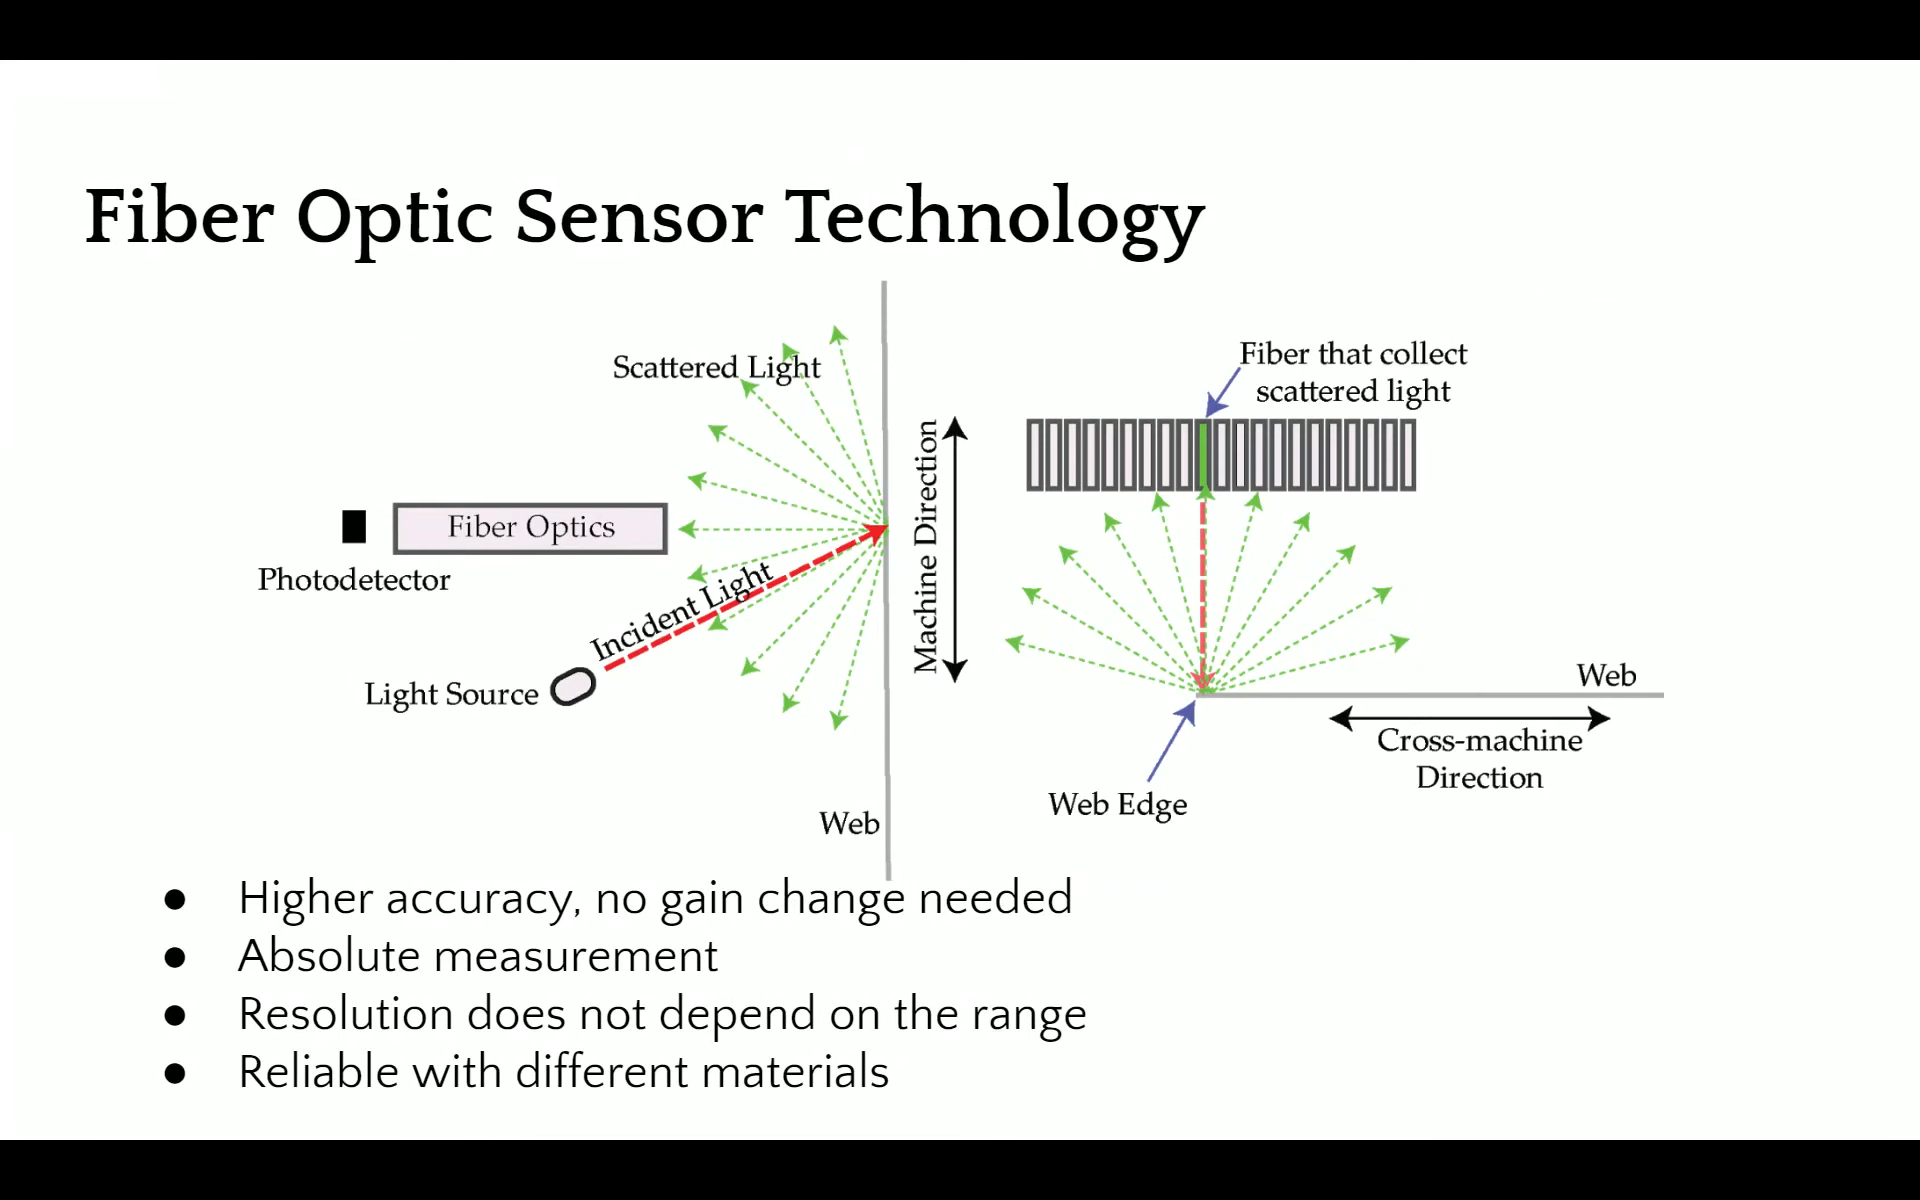 Fiber Optic Sensor Technology
Scattered Light
Fiber Optics
Photodetector
Incident Light
Light Source
Web
Machine Direction
Fiber that collect
scattered light
Web
Cross-machine
Direction
Web Edge
● Higher accuracy, no gain change needed
● Absolute measurement
● Resolution does not depend on the range
● Reliable with different materials